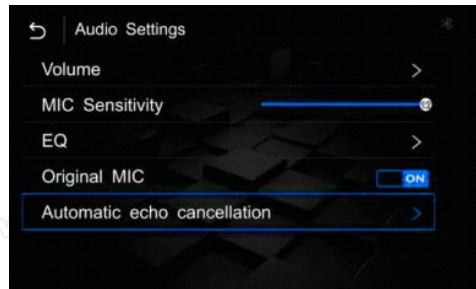 Audio Settings
Volume
MIC Sensitivity
EQ
Original MIC
ON
Automatic echo cancellation